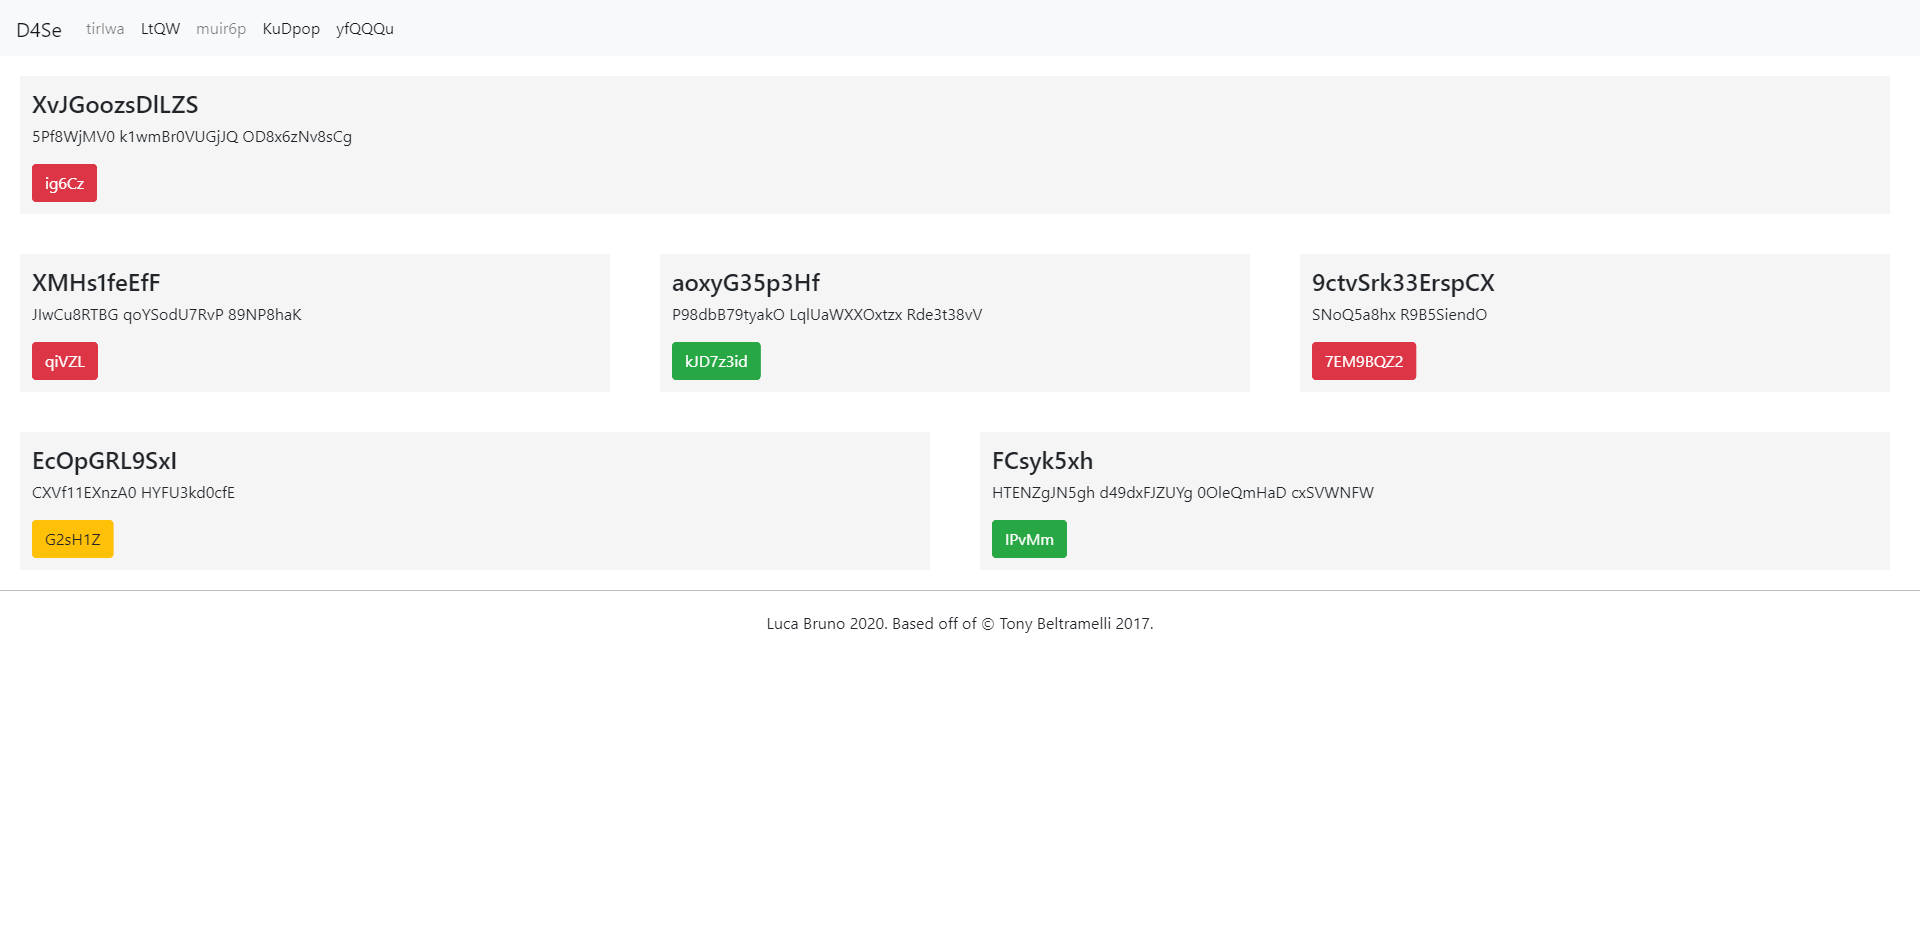 D4Se tirIwa LtQW muir6p KuDpop yfQQQu
XvJGoozsDlLZS
5Pf8WjMV0 k1wmBr0VUGjJQ OD8x6zNv8sCg
ig6Cz
XMHs1feEfF
JIwCu8RTBG qoYSodU7RvP 89NP8haK
qiVZL
aoxyG35p3Hf
P98dbB79tyakO LqlUaWXXOxtzx Rde3t38vV
kJD7z3id
9ctvSrk33ErspCX
SNoQ5a8hx R9B5SiendO
7EM9BQZ2
EcOpGRL9SxI
CXVf11EXnzA0 HYFU3kd0cfE
G2sH1Z
FCsyk5xh
HTENZgJN5gh d49dxFJZUYg 0OleQmHaD cxSVWNFW
IPvMm
Luca Bruno 2020. Based off of © Tony Beltramelli 2017.